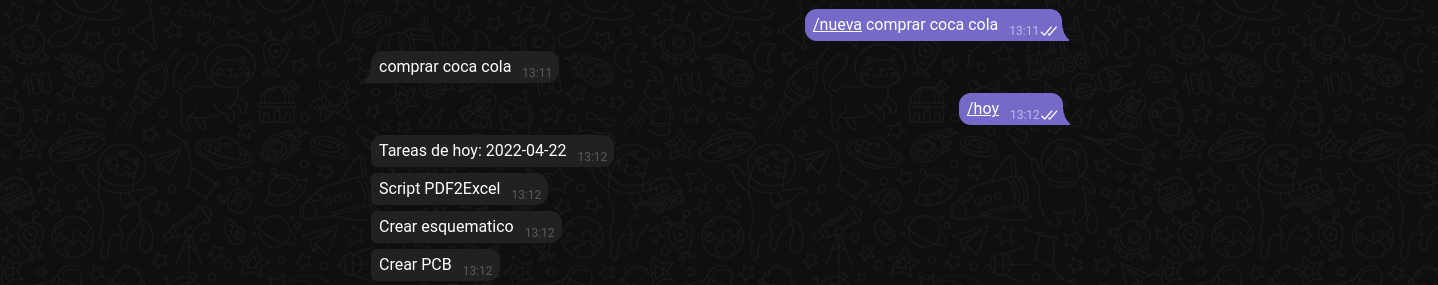 /nueva comprar coca cola 13:11
comprar coca cola 13:11
/hoy 13:12
Tareas de hoy: 2022-04-22 13:12
Script PDF2Excel 13:12
Crear esquematico 13:12
Crear PCB 13:12